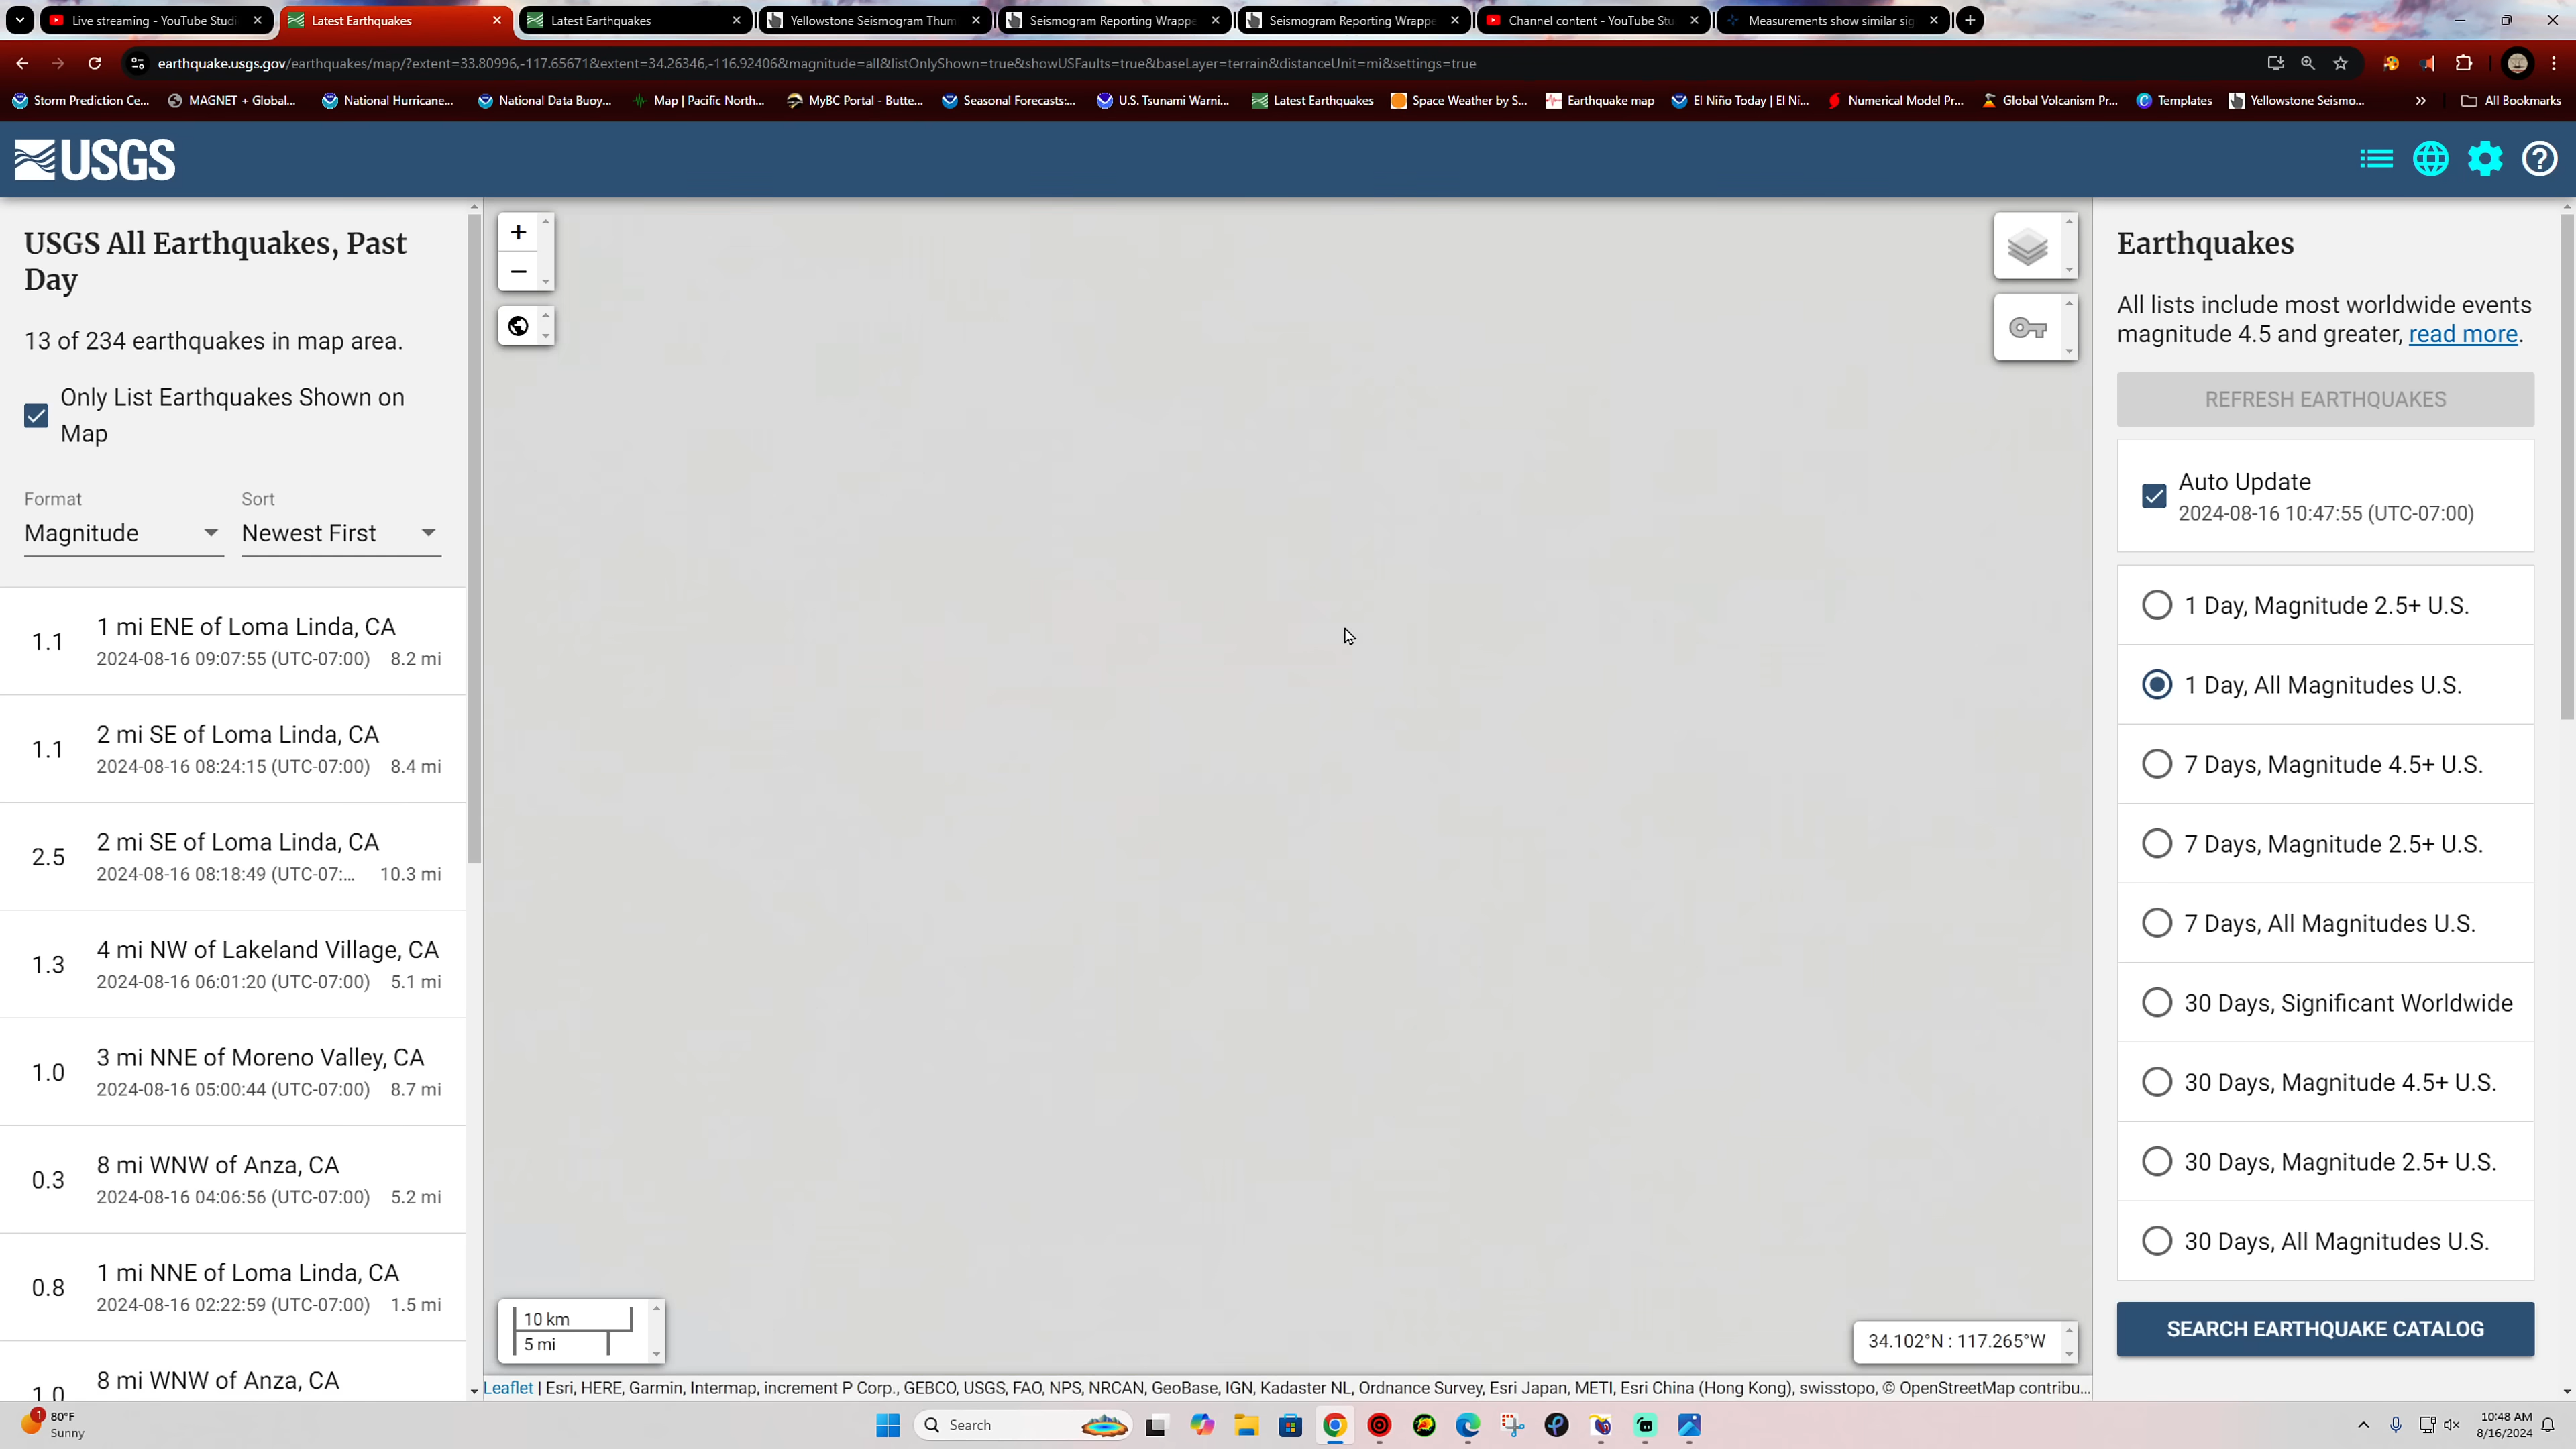 Live streaming - YouTube Studi
Latest Earthquakes
Latest Earthquakes
Yellowstone Seismogram Thum
Seismogram Reporting Wrappe
Seismogram Reporting Wrappe
Channel content - YouTube Stu
Measurements show similar sig
earthquake.usgs.gov/earthquakes/map/?extent=33.80996,-117.65671&extent=34.26346,-116.92406&magnitude=all&listOnlyShown=true&showUSFaults=true&baseLayer=terrain&distanceUnit=mi&settings=true
Storm Prediction Ce...
MAGNET + Global...
National Hurricane...
National Data Buoy...
Map | Pacific North...
MyBC Portal - Butte...
Seasonal Forecasts:...
U.S. Tsunami Warni...
Latest Earthquakes
Space Weather by S...
Earthquake map
El Niño Today | El Ni...
Numerical Model Pr...
Global Volcanism Pr...
Templates
Yellowstone Seismo...
All Bookmarks
USGS
USGS All Earthquakes, Past
Day
13 of 234 earthquakes in map area.
Only List Earthquakes Shown on
Map
Format
Sort
Magnitude
Newest First
1.1
1 mi ENE of Loma Linda, CA
2024-08-16 09:07:55 (UTC-07:00) 8.2 mi
1.1
2 mi SE of Loma Linda, CA
2024-08-16 08:24:15 (UTC-07:00) 8.4 mi
2.5
2 mi SE of Loma Linda, CA
2024-08-16 08:18:49 (UTC-07:... 10.3 mi
1.3
4 mi NW of Lakeland Village, CA
2024-08-16 06:01:20 (UTC-07:00) 5.1 mi
1.0
3 mi NNE of Moreno Valley, CA
2024-08-16 05:00:44 (UTC-07:00) 8.7 mi
0.3
8 mi WNW of Anza, CA
2024-08-16 04:06:56 (UTC-07:00) 5.2 mi
0.8
1 mi NNE of Loma Linda, CA
2024-08-16 02:22:59 (UTC-07:00) 1.5 mi
1.0
8 mi WNW of Anza, CA
+
−
10 km
5 mi
34.102°N : 117.265°W
Leaflet | Esri, HERE, Garmin, Intermap, increment P Corp., GEBCO, USGS, FAO, NPS, NRCAN, GeoBase, IGN, Kadaster NL, Ordnance Survey, Esri Japan, METI, Esri China (Hong Kong), swisstopo, © OpenStreetMap contribu...
Earthquakes
All lists include most worldwide events
magnitude 4.5 and greater, read more.
REFRESH EARTHQUAKES
Auto Update
2024-08-16 10:47:55 (UTC-07:00)
1 Day, Magnitude 2.5+ U.S.
1 Day, All Magnitudes U.S.
7 Days, Magnitude 4.5+ U.S.
7 Days, Magnitude 2.5+ U.S.
7 Days, All Magnitudes U.S.
30 Days, Significant Worldwide
30 Days, Magnitude 4.5+ U.S.
30 Days, Magnitude 2.5+ U.S.
30 Days, All Magnitudes U.S.
SEARCH EARTHQUAKE CATALOG
1
80°F
Sunny
Search
10:48 AM
8/16/2024